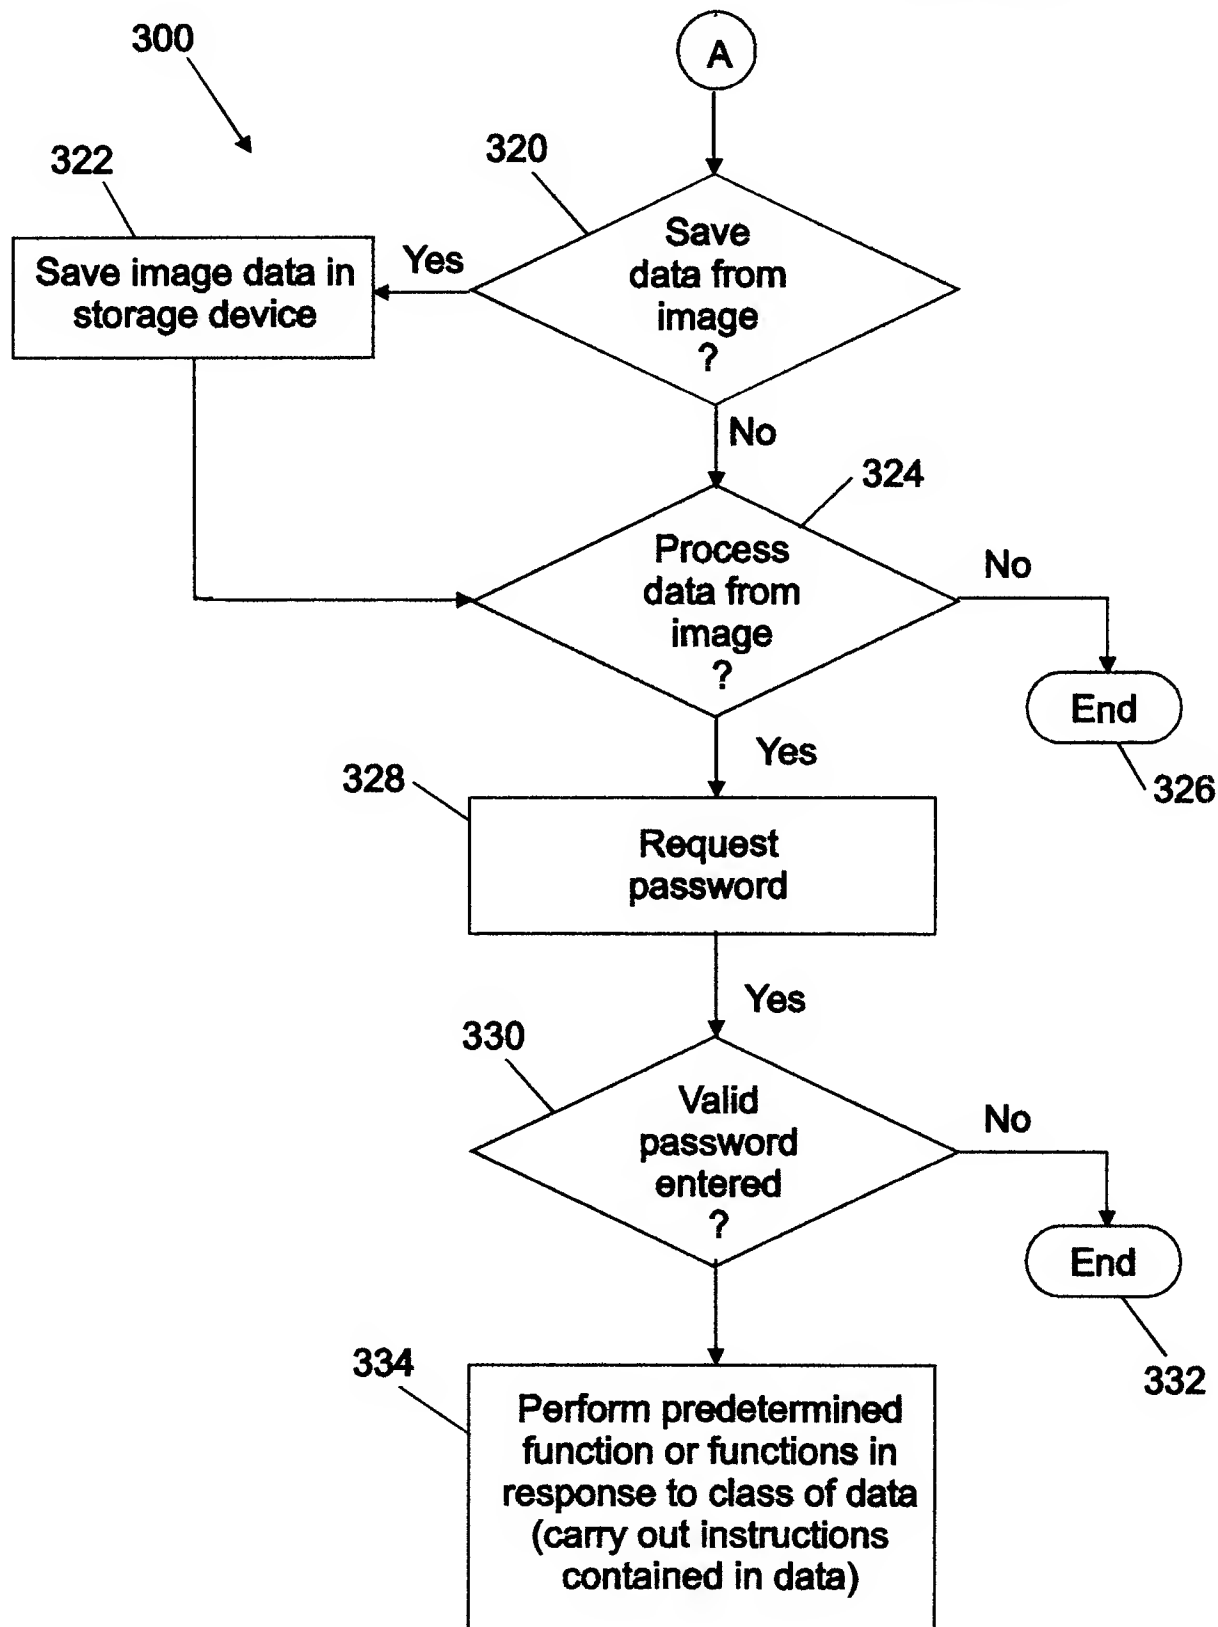 300
A
320
322
Save
data from
image
?
Yes
Save image data in
storage device
No
324
Process
data from
image
?
No
End
326
Yes
328
Request
password
Yes
330
Valid
password
entered
?
No
End
332
334
Perform predetermined
function or functions in
response to class of data
(carry out instructions
contained in data)